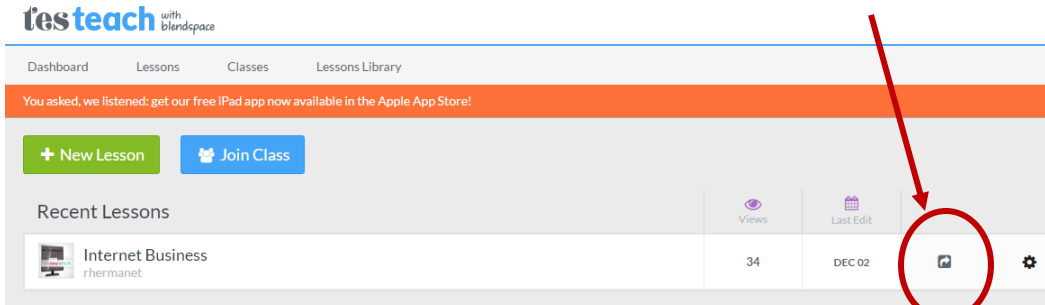 tes teach with blendspace
Dashboard Lessons Classes Lessons Library
You asked, we listened: get our free iPad app now available in the Apple App Store!
+ New Lesson Join Class
Recent Lessons Views Last Edit
Internet Business 34 DEC 02
rhermanet